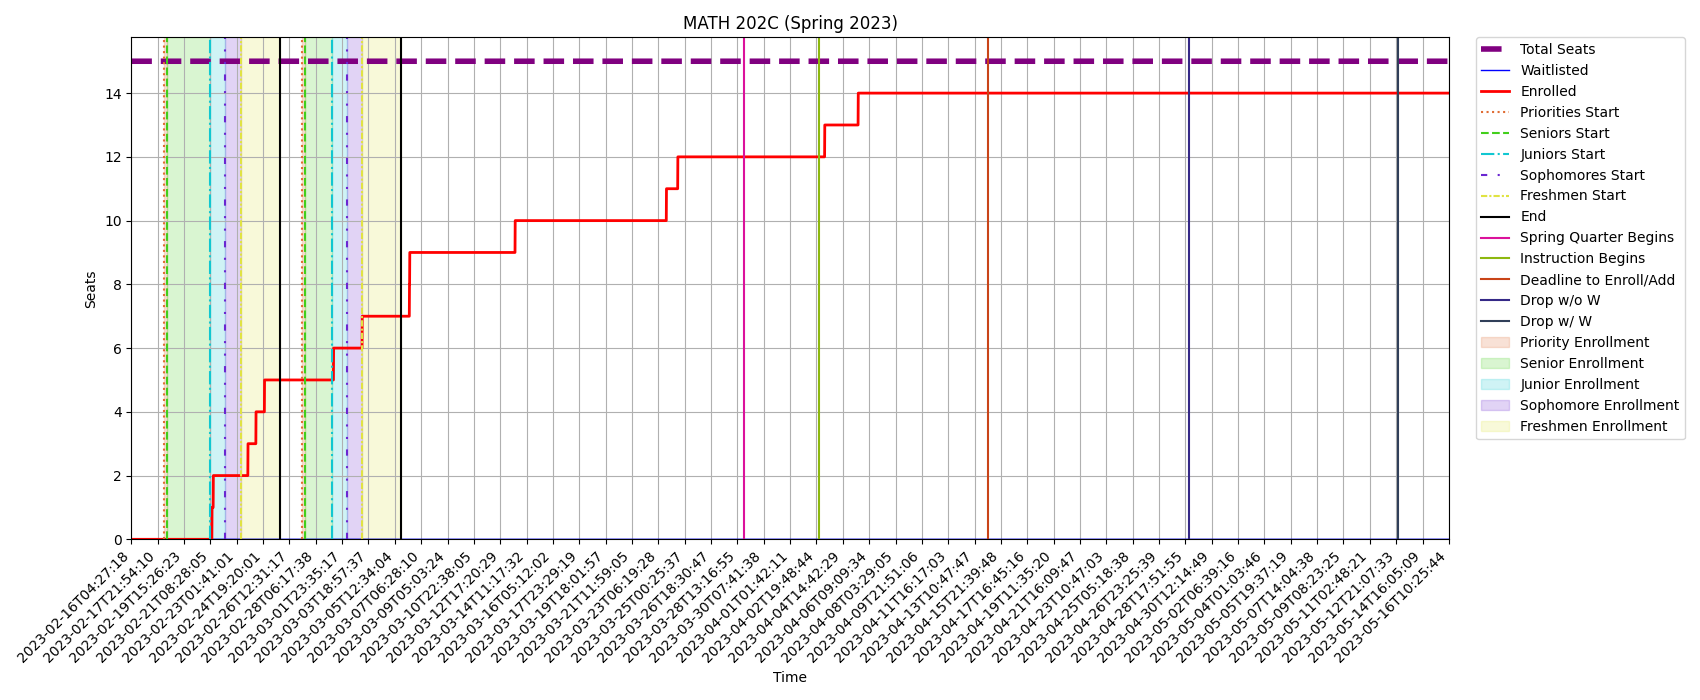 MATH 202C (Spring 2023)
Seats
14
12
10
8
6
4
2
0
2023-02-16T04:27:18
2023-02-17T21:54:10
2023-02-19T15:26:23
2023-02-21T08:28:05
2023-02-23T01:41:01
2023-02-24T19:20:01
2023-02-26T12:31:17
2023-02-28T06:17:38
2023-03-01T23:35:17
2023-03-03T18:57:37
2023-03-05T12:34:04
2023-03-07T06:28:10
2023-03-09T05:03:24
2023-03-10T22:38:05
2023-03-12T17:20:29
2023-03-14T11:17:32
2023-03-16T05:12:02
2023-03-17T23:29:19
2023-03-19T18:01:57
2023-03-21T11:59:05
2023-03-23T06:19:28
2023-03-25T00:25:37
2023-03-26T18:30:47
2023-03-28T13:16:55
2023-03-30T07:41:38
2023-04-01T01:42:11
2023-04-02T19:48:44
2023-04-04T14:42:29
2023-04-06T09:09:34
2023-04-08T03:29:05
2023-04-09T21:51:06
2023-04-11T16:17:03
2023-04-13T10:47:47
2023-04-15T21:39:48
2023-04-17T16:45:16
2023-04-19T11:35:20
2023-04-21T16:09:47
2023-04-23T10:47:03
2023-04-25T05:18:38
2023-04-26T23:25:39
2023-04-28T17:51:55
2023-04-30T12:14:49
2023-05-02T06:39:16
2023-05-04T01:03:46
2023-05-05T19:37:19
2023-05-07T14:04:38
2023-05-09T08:23:25
2023-05-11T02:48:21
2023-05-12T21:07:33
2023-05-14T16:05:09
2023-05-16T10:25:44
Time
Total Seats
Waitlisted
Enrolled
Priorities Start
Seniors Start
Juniors Start
Sophomores Start
Freshmen Start
End
Spring Quarter Begins
Instruction Begins
Deadline to Enroll/Add
Drop w/o W
Drop w/ W
Priority Enrollment
Senior Enrollment
Junior Enrollment
Sophomore Enrollment
Freshmen Enrollment